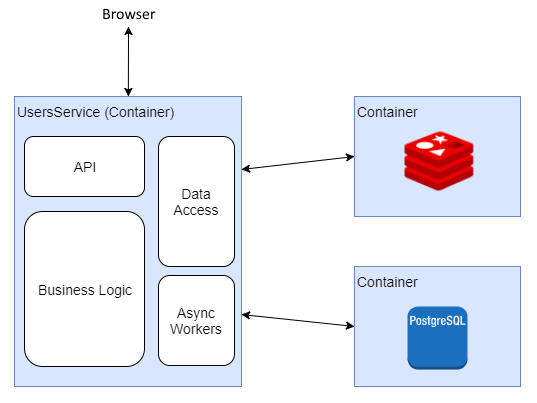 Browser
UsersService (Container)
API
Data
Access
Business Logic
Async
Workers
Container
Container
PostgreSQL